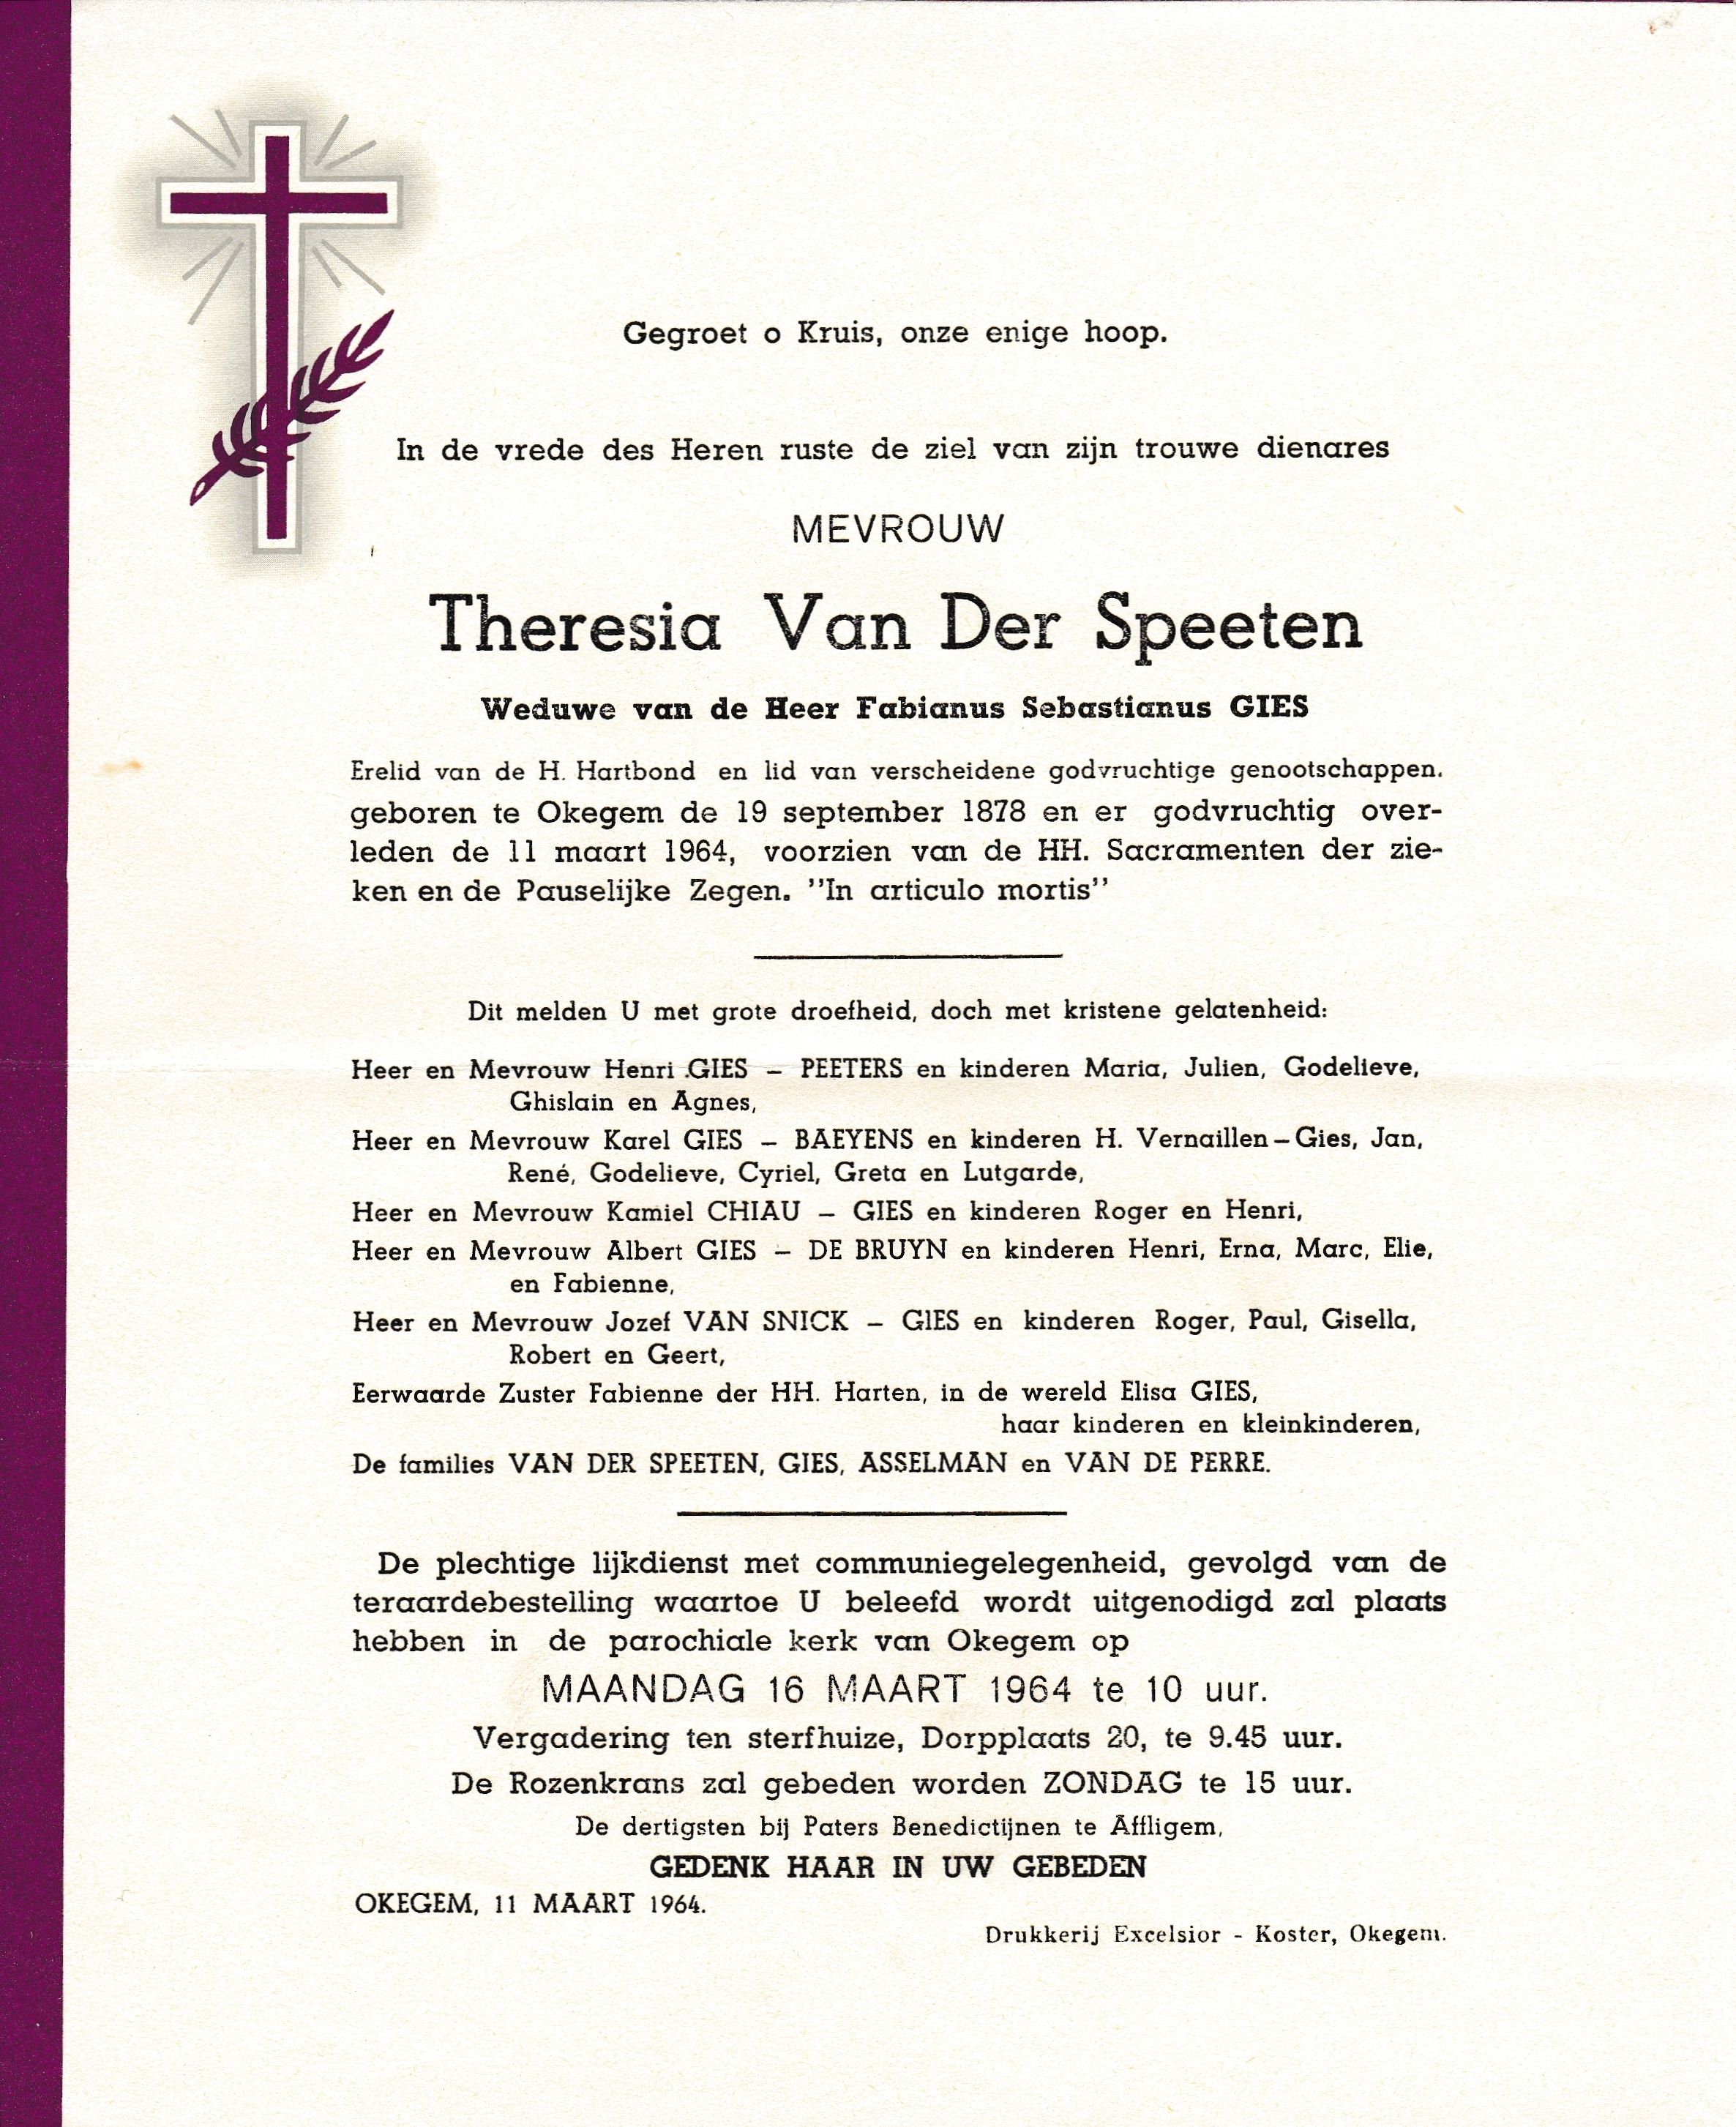 Gegroet o Kruis, onze enige hoop.
In de vrede des Heren ruste de ziel van zijn trouwe dienares
MEVROUW
Theresia Van Der Speeten
Weduwe van de Heer Fabianus Sebastianus GIES
Erelid van de H. Hartbond en lid van verscheidene godvruchtige genootschappen.
geboren te Okegem de 19 september 1878 en er godvruchtig over-
leden de 11 maart 1964, voorzien van de HH. Sacramenten der zie-
ken en de Pauselijke Zegen. ''In articulo mortis''
Dit melden U met grote droefheid, doch met kristene gelatenheid:
Heer en Mevrouw Henri .GIES – PEETERS en kinderen Maria, Julien, Godelieve,
Ghislain en Agnes,
Heer en Mevrouw Karel GIES – BAEYENS en kinderen H. Vernaillen – Gies, Jan,
René, Godelieve, Cyriel, Greta en Lutgarde,
Heer en Mevrouw Kamiel CHIAU – GIES en kinderen Roger en Henri,
Heer en Mevrouw Albert GIES – DE BRUYN en kinderen Henri, Erna, Marc, Elie,
en Fabienne,
Heer en Mevrouw Jozef VAN SNICK – GIES en kinderen Roger, Paul, Gisella,
Robert en Geert,
Eerwaarde Zuster Fabienne der HH. Harten, in de wereld Elisa GIES,
haar kinderen en kleinkinderen,
De families VAN DER SPEETEN, GIES, ASSELMAN en VAN DE PERRE.
De plechtige lijkdienst met communiegelegenheid, gevolgd van de
teraardebestelling waartoe U beleefd wordt uitgenodigd zal plaats
hebben in de parochiale kerk van Okegem op
MAANDAG 16 MAART 1964 te 10 uur.
Vergadering ten sterfhuize, Dorpplaats 20, te 9.45 uur.
De Rozenkrans zal gebeden worden ZONDAG te 15 uur.
De dertigsten bij Paters Benedictijnen te Affligem,
GEDENK HAAR IN UW GEBEDEN
OKEGEM, 11 MAART 1964.
Drukkerij Excelsior - Koster, Okegem.